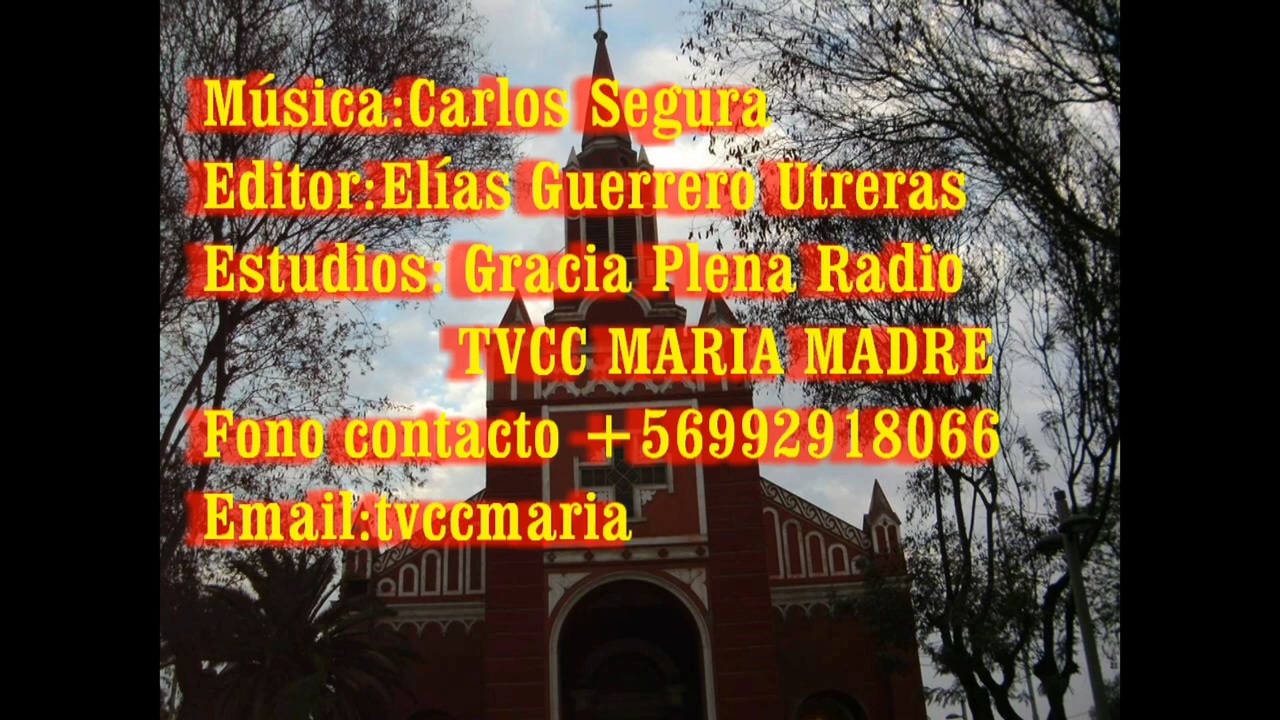 Música:Carlos Segura
Editor:Elías Guerrero Utreras
Estudios: Gracia Plena Radio
TVCC MARIA MADRE
Fono contacto +56992918066
Email:tvccmaria